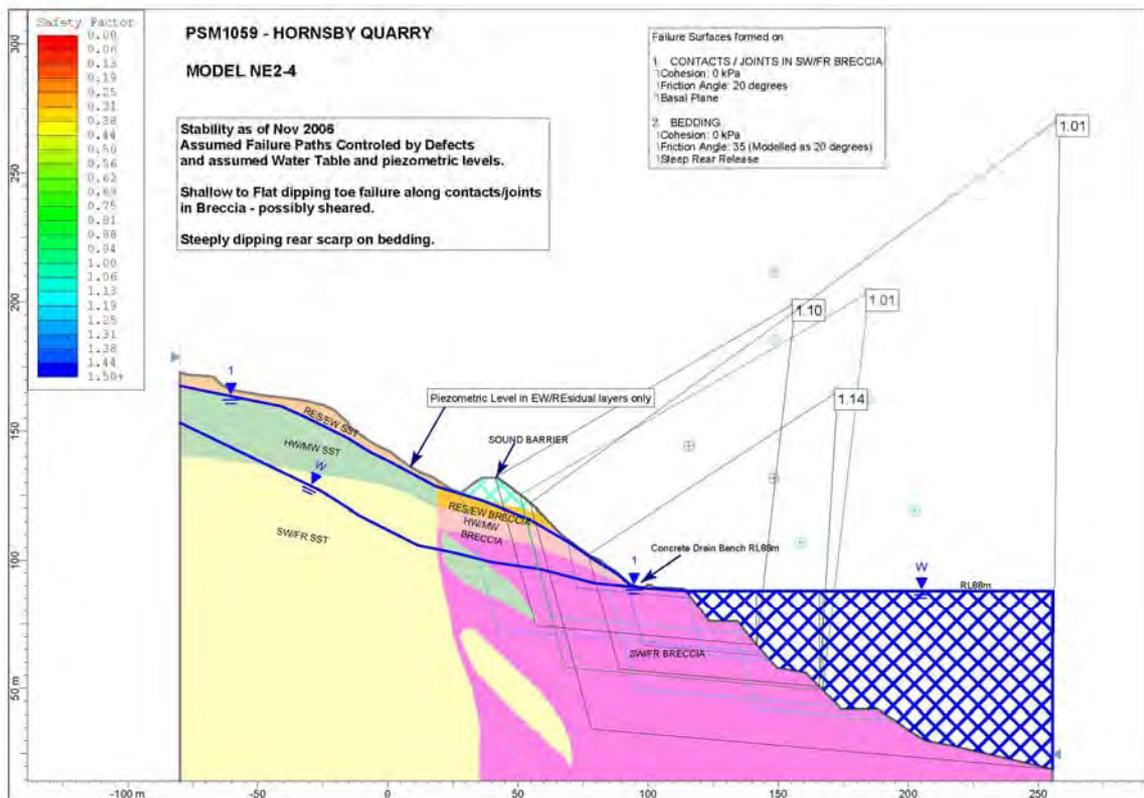 Safety Factor
0.00
0.06
0.13
0.19
0.25
0.31
0.38
0.44
0.50
0.56
0.63
0.69
0.75
0.81
0.88
0.94
1.00
1.06
1.13
1.19
1.25
1.31
1.38
1.44
1.50+
PSM1059 - HORNSBY QUARRY
MODEL NE2-4
Stability as of Nov 2006
Assumed Failure Paths Controled by Defects
and assumed Water Table and piezometric levels.
Shallow to Flat dipping toe failure along contacts/joints
in Breccia - possibly sheared.
Steeply dipping rear scarp on bedding.
Failure Surfaces formed on
1. CONTACTS / JOINTS IN SW/FR BRECCIA
\Cohesion: 0 kPa
\Friction Angle: 20 degrees
\Basal Plane
2. BEDDING
\Cohesion: 0 kPa
\Friction Angle: 35 (Modelled as 20 degrees)
\Steep Rear Release
1.01
1.01
1.10
1.14
1
Piezometric Level in EW/REsidual layers only
RES/EW SST
HW/MW SST
W
SW/FR SST
SOUND BARRIER
RES/EW BRECCIA
HW/MW
BRECCIA
Concrete Drain Bench RL88m
1
W
RL88m
SW/FR BRECCIA
300
250
200
150
100
50 m
-100 m
-50
0
50
100
150
200
250